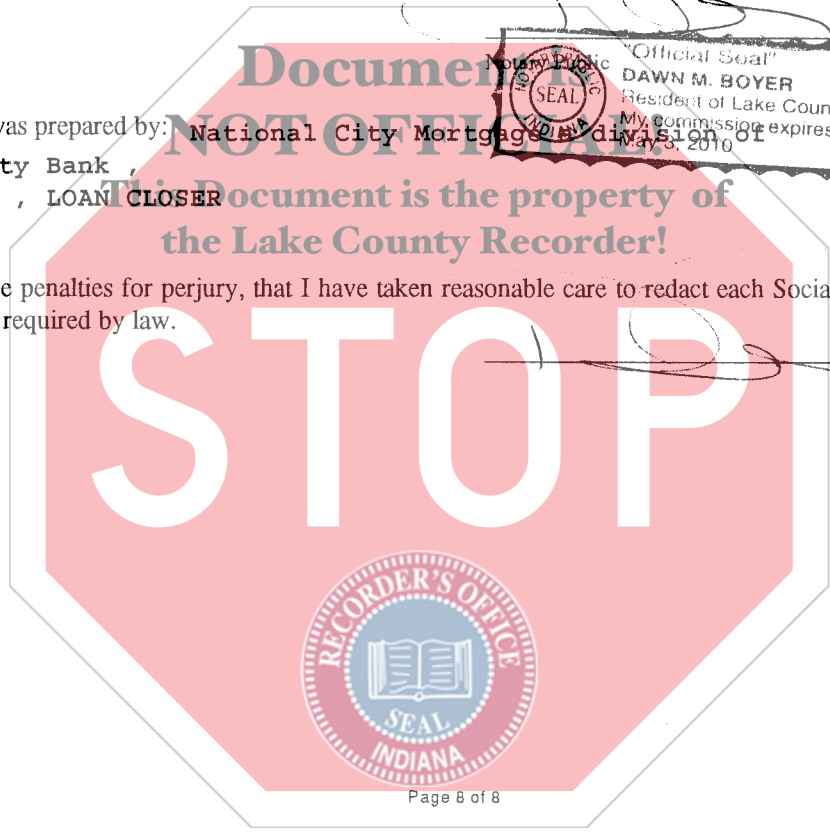 Document is
NOT OFFICIAL
This Document is the property of
the Lake County Recorder!
Notary Public
"Official Seal"
DAWN M. BOYER
Resident of Lake Coun
My commission expires
May 3, 2010
NOTARY PUBLIC
SEAL
INDIANA
was prepared by: National City Mortgage a division of
ty Bank ,
, LOAN CLOSER
e penalties for perjury, that I have taken reasonable care to redact each Socia
required by law.
STOP
RECORDER'S OFFICE
SEAL
INDIANA
Page 8 of 8